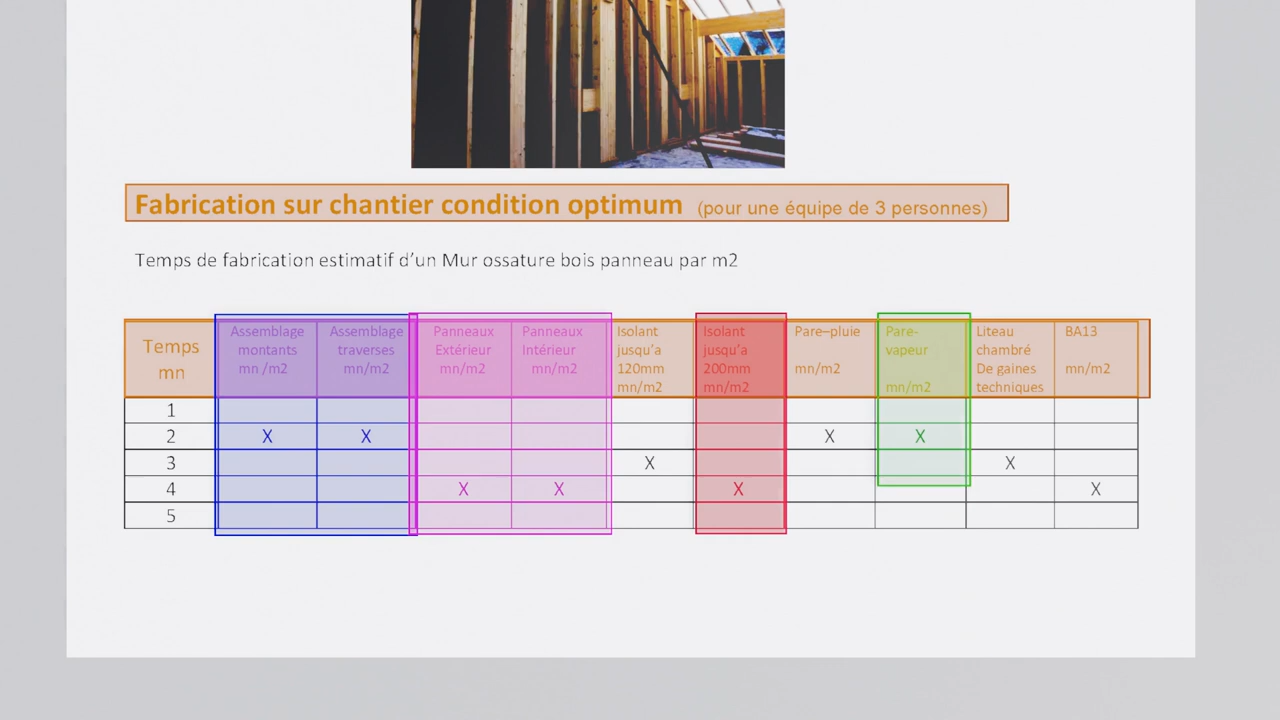 Fabrication sur chantier condition optimum (pour une équipe de 3 personnes)
Temps de fabrication estimatif d’un Mur ossature bois panneau par m2
Temps mn | Assemblage montants mn /m2 | Assemblage traverses mn/m2 | Panneaux Extérieur mn/m2 | Panneaux Intérieur mn/m2 | Isolant jusqu’a 120mm mn/m2 | Isolant jusqu’a 200mm mn/m2 | Pare–pluie mn/m2 | Pare-vapeur mn/m2 | Liteau chambré De gaines techniques | BA13 mn/m2
1
2 X X X X
3 X X
4 X X X X
5